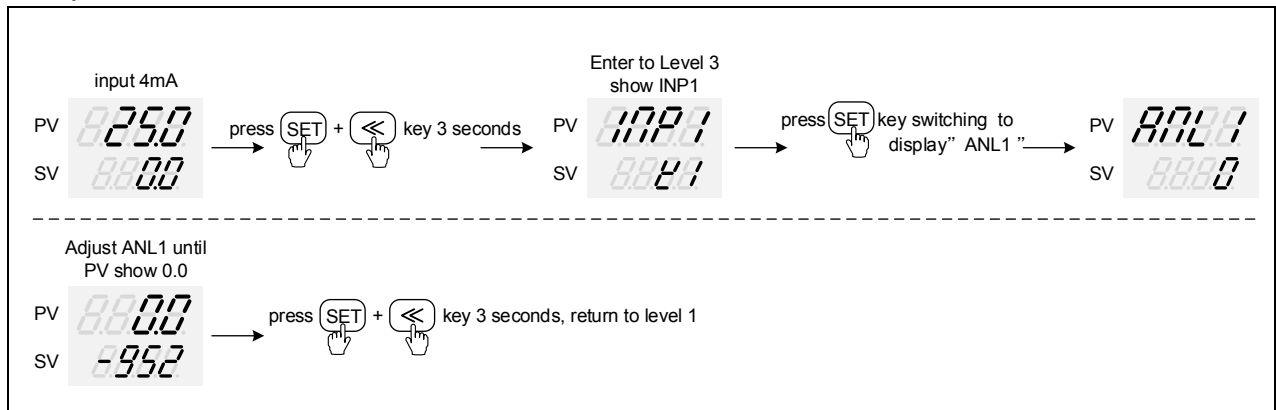 input 4mA
PV 25.0
SV 0.0
press SET + ≪ key 3 seconds
Enter to Level 3
show INP1
PV INP1
SV K1
press SET key switching to
display” ANL1 ”
PV ANL1
SV 0
Adjust ANL1 until
PV show 0.0
PV 0.0
SV -952
press SET + ≪ key 3 seconds, return to level 1